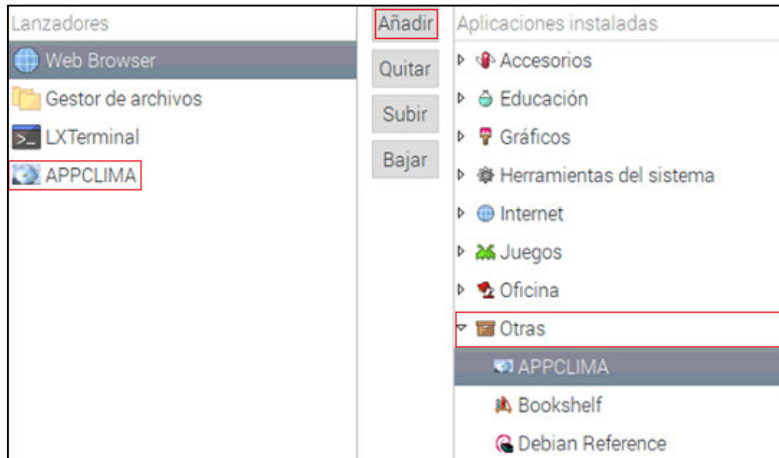 Lanzadores
Web Browser
Gestor de archivos
>_ LXTerminal
APPCLIMA
Añadir
Quitar
Subir
Bajar
Aplicaciones instaladas
Accesorios
Educación
Gráficos
Herramientas del sistema
Internet
Juegos
Oficina
Otras
APPCLIMA
Bookshelf
Debian Reference